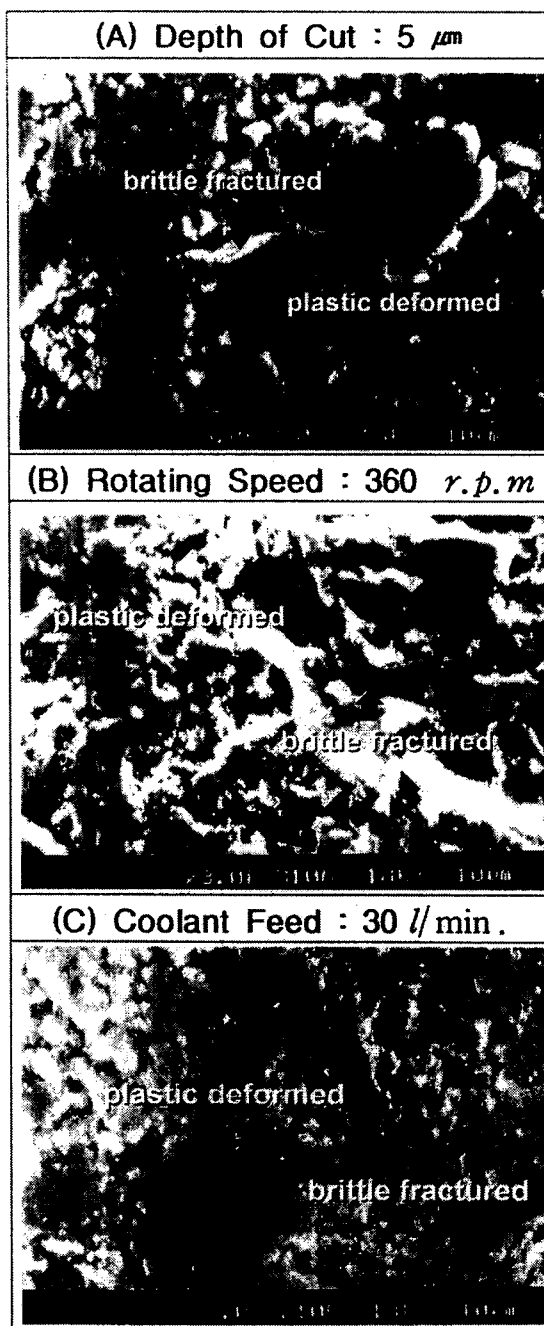 (A) Depth of Cut : 5 ㎛
brittle fractured
plastic deformed
(B) Rotating Speed : 360 r.p.m
plastic deformed
brittle fractured
10um
(C) Coolant Feed : 30 l/min.
plastic deformed
brittle fractured